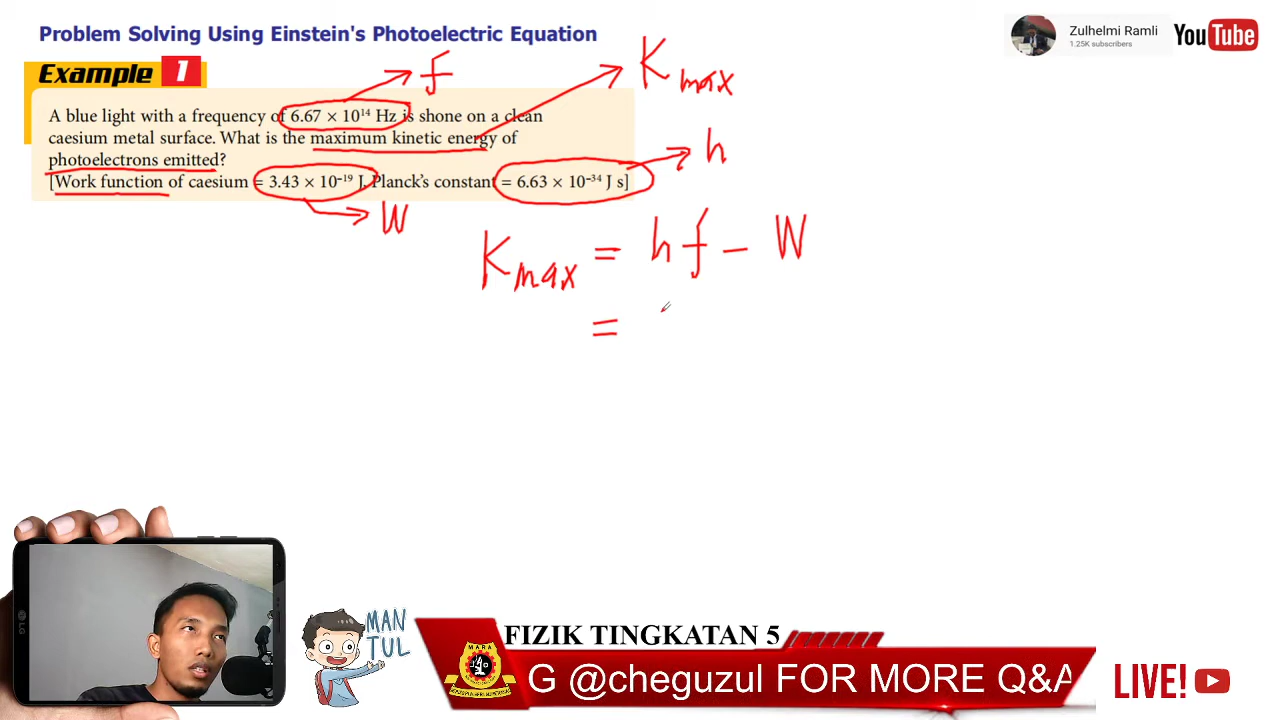 Problem Solving Using Einstein's Photoelectric Equation
Zulhelmi Ramli
1.25K subscribers
YouTube
Example 1
f
Kmax
A blue light with a frequency of 6.67 × 10¹⁴ Hz is shone on a clean
caesium metal surface. What is the maximum kinetic energy of
photoelectrons emitted?
[Work function of caesium = 3.43 × 10⁻¹⁹ J, Planck's constant = 6.63 × 10⁻³⁴ J s]
h
W
Kmax = hf - W
=
LG
MAN
TUL
MARA
FIZIK TINGKATAN 5
G @cheguzul FOR MORE Q&A
LIVE!